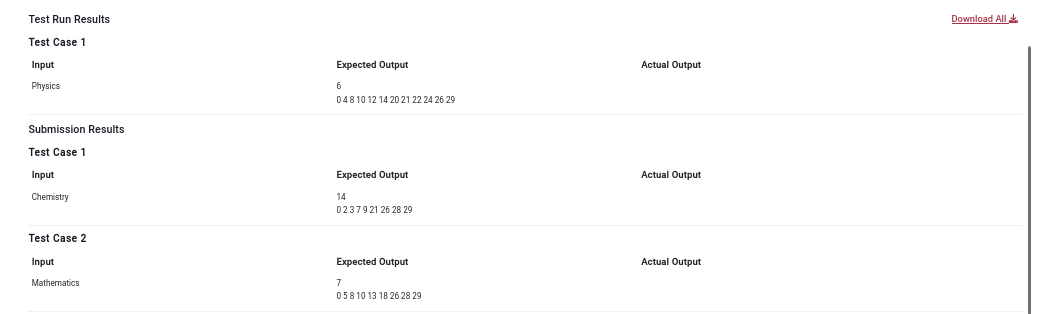 Test Run Results
Download All
Test Case 1
Input Expected Output Actual Output
Physics 6
0 4 8 10 12 14 20 21 22 24 26 29
Submission Results
Test Case 1
Input Expected Output Actual Output
Chemistry 14
0 2 3 7 9 21 26 28 29
Test Case 2
Input Expected Output Actual Output
Mathematics 7
0 5 8 10 13 18 26 28 29